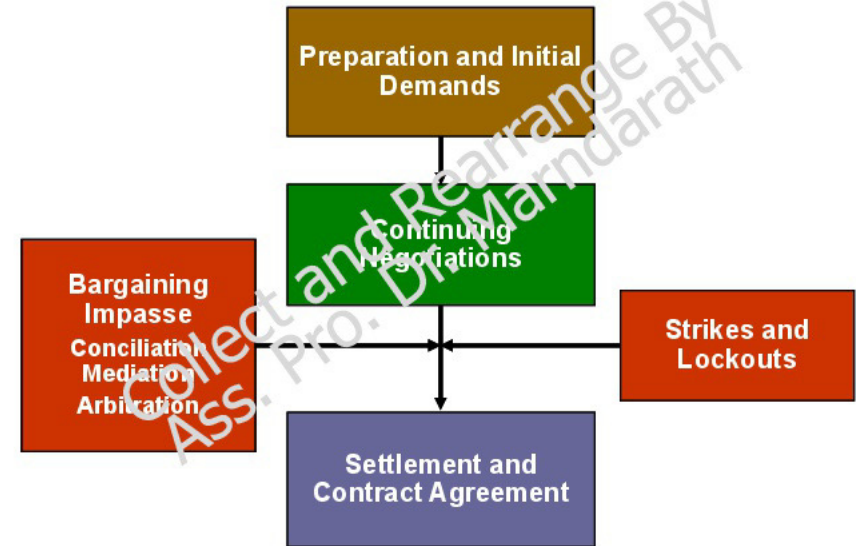 Preparation and Initial
Demands
Continuing
Negotiations
Bargaining
Impasse
Conciliation
Mediation
Arbitration
Strikes and
Lockouts
Settlement and
Contract Agreement
Collect and Rearrange By
Ass. Pro. Dr. Marndarath